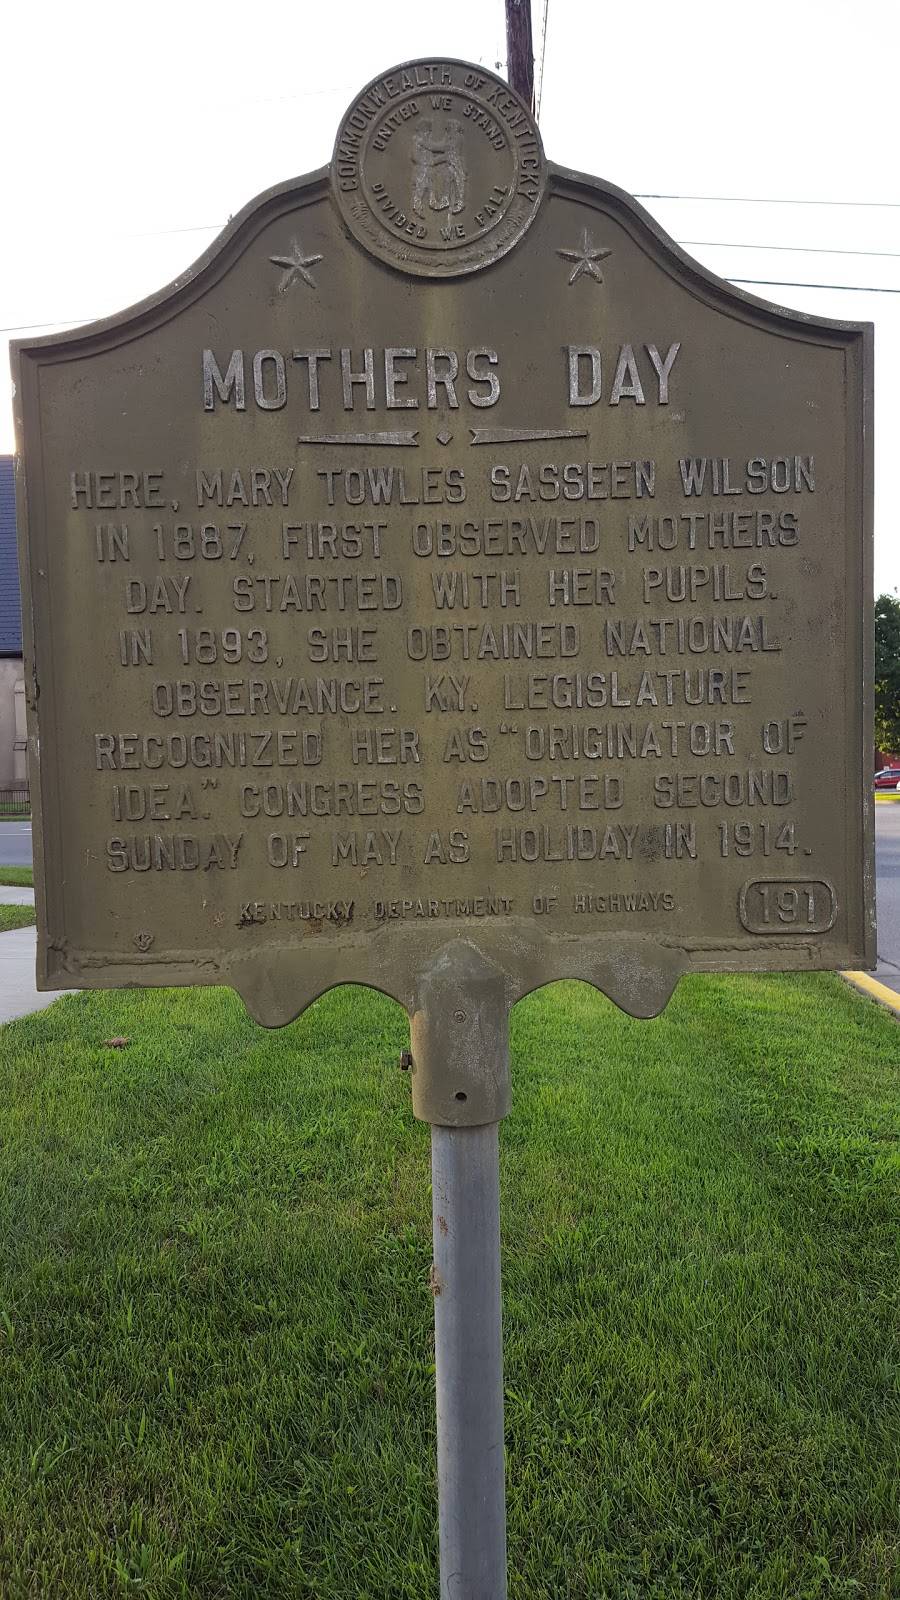 COMMONWEALTH OF KENTUCKY
UNITED WE STAND
DIVIDED WE FALL
MOTHERS DAY
HERE, MARY TOWLES SASSEEN WILSON
IN 1887, FIRST OBSERVED MOTHERS
DAY. STARTED WITH HER PUPILS.
IN 1893, SHE OBTAINED NATIONAL
OBSERVANCE. KY. LEGISLATURE
RECOGNIZED HER AS "ORIGINATOR OF
IDEA." CONGRESS ADOPTED SECOND
SUNDAY OF MAY AS HOLIDAY IN 1914.
KENTUCKY DEPARTMENT OF HIGHWAYS
191